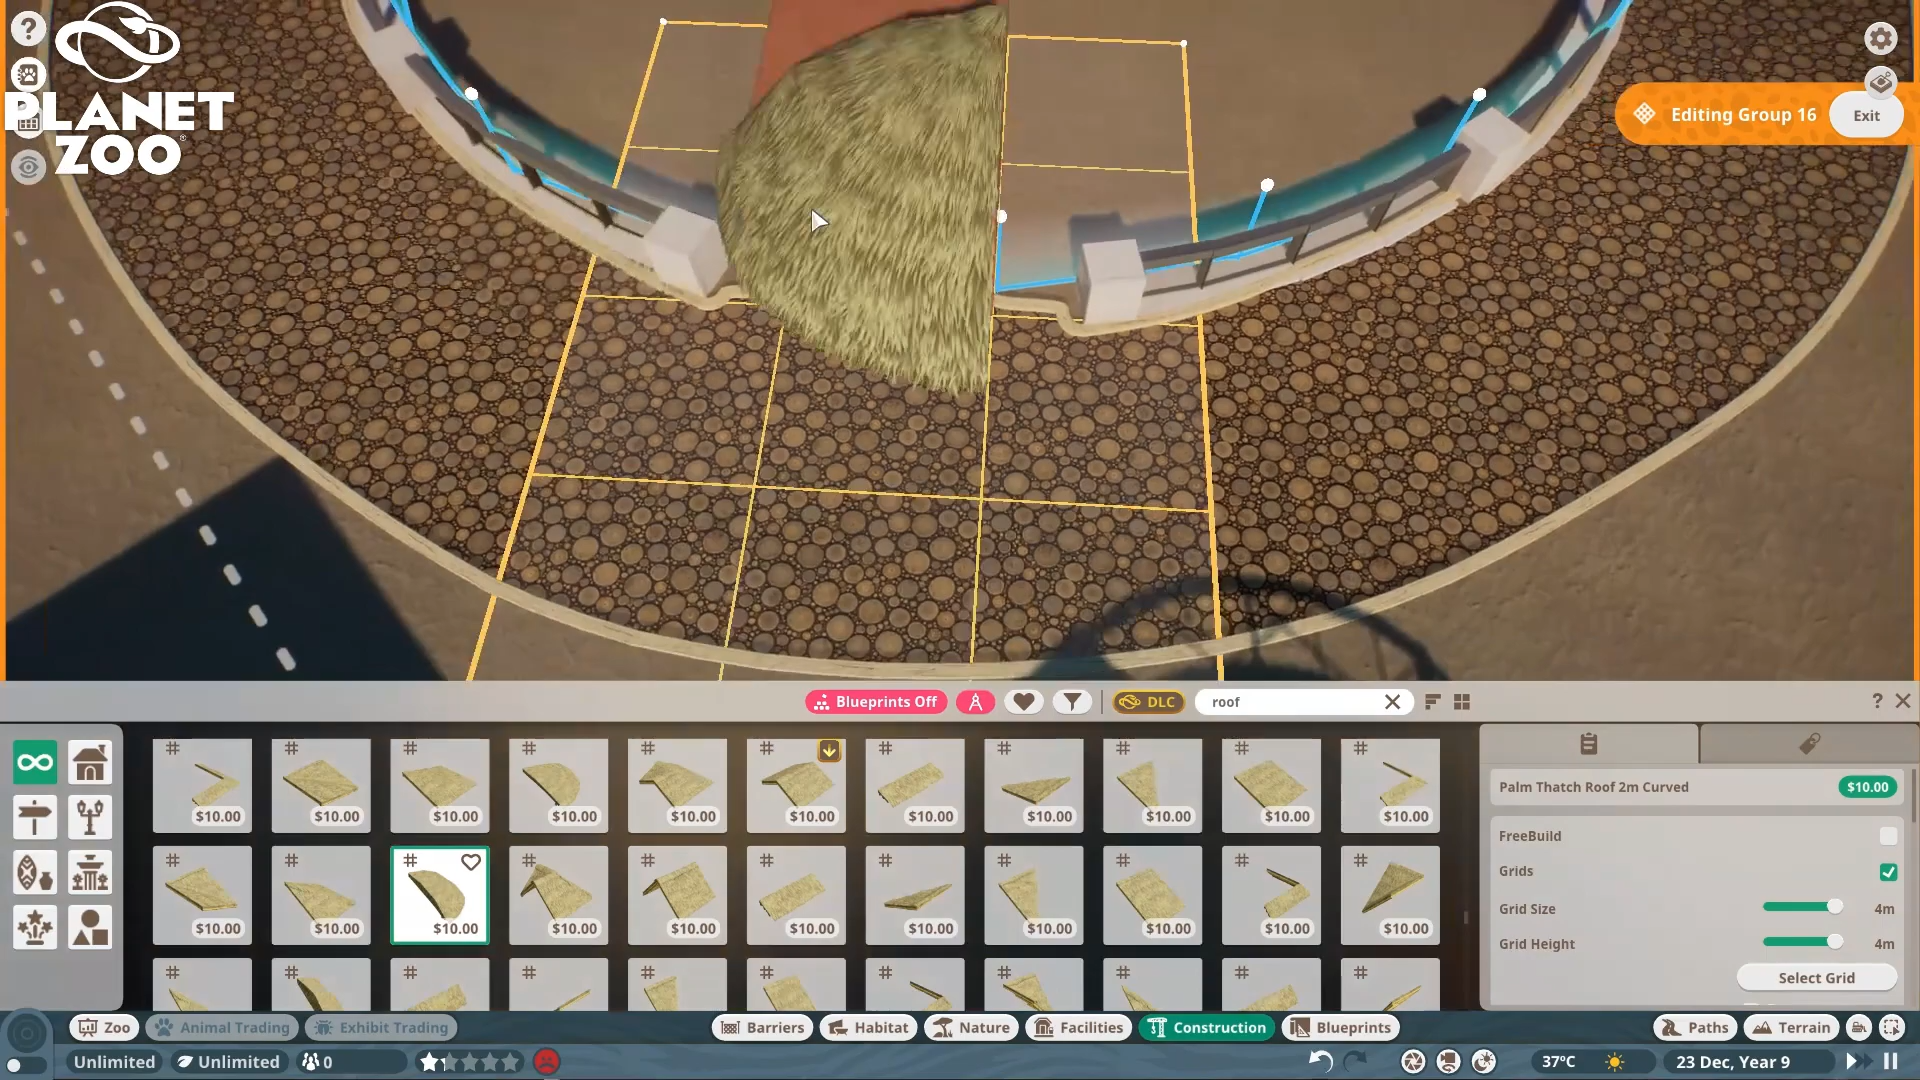 ?
PLANET
ZOO
Editing Group 16
Exit
Blueprints Off
DLC
roof
?
$10.00 $10.00 $10.00 $10.00 $10.00 $10.00 $10.00 $10.00 $10.00 $10.00 $10.00
$10.00 $10.00 $10.00 $10.00 $10.00 $10.00 $10.00 $10.00 $10.00 $10.00 $10.00
Palm Thatch Roof 2m Curved $10.00
FreeBuild
Grids
Grid Size 4m
Grid Height 4m
Select Grid
Zoo Animal Trading Exhibit Trading Barriers Habitat Nature Facilities Construction Blueprints Paths Terrain
Unlimited Unlimited 0 37°C 23 Dec, Year 9